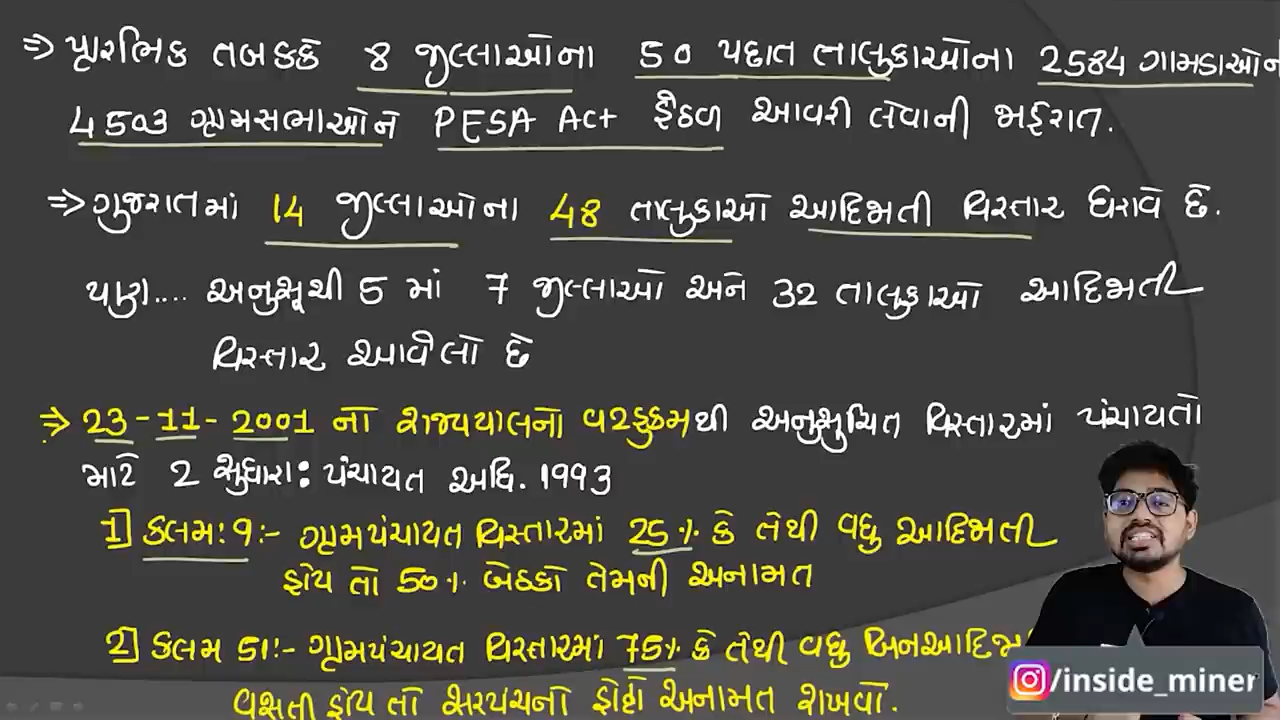 ⇒ પ્રારંભિક તબક્કે 8 જીલ્લાઓના 50 પછાત તાલુકાઓના 2584 ગામડાઓન
4503 ગ્રામસભાઓને PESA Act હેઠળ આવરી લેવાની જાહેરાત.
⇒ ગુજરાતમાં 14 જીલ્લાઓના 48 તાલુકાઓ આદિજાતી વિસ્તાર ધરાવે છે.
પણ.... અનુસૂચી 5 માં 7 જીલ્લાઓ અને 32 તાલુકાઓ આદિજાતી
વિસ્તાર આવેલો છે
⇒ 23-11-2001 ના રાજ્યપાલના વટહુકમથી અનુસુચિત વિસ્તારમાં પંચાયતો
માટે 2 સુધારા: પંચાયત અધિ. 1993
1] કલમ: 9:- ગ્રામપંચાયત વિસ્તારમાં 25% કે તેથી વધુ આદિજાતી
હોય તો 50% બેઠકો તેમની અનામત
2] કલમ 51:- ગ્રામપંચાયત વિસ્તારમાં 75% કે તેથી વધુ બિનઆદિજા
વસતી હોય તો સરપંચનો હોદ્દો અનામત રાખવો.
/inside_miner